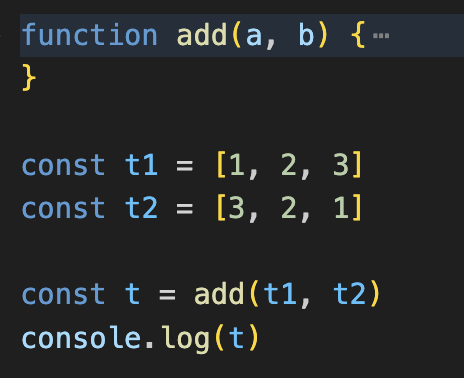 function add(a, b) {⋯
}
const t1 = [1, 2, 3]
const t2 = [3, 2, 1]
const t = add(t1, t2)
console.log(t)